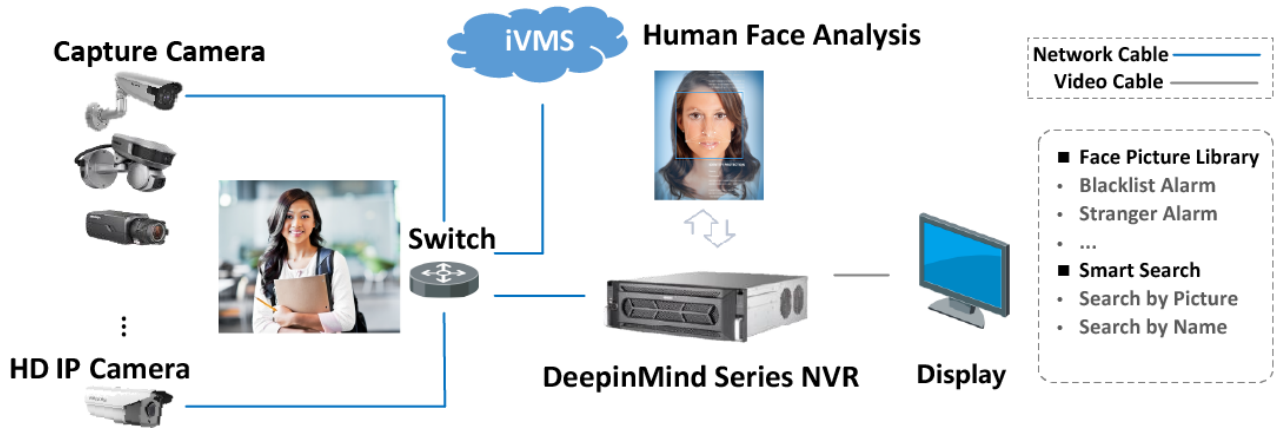 iVMS
Human Face Analysis
Capture Camera
Network Cable
Video Cable
■ Face Picture Library
• Blacklist Alarm
• Stranger Alarm
• ...
■ Smart Search
• Search by Picture
• Search by Name
Switch
⋮
HD IP Camera
DeepinMind Series NVR
Display